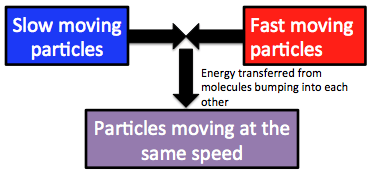 Slow moving
particles
Fast moving
particles
Energy transferred from
molecules bumping into each
other
Particles moving at the
same speed